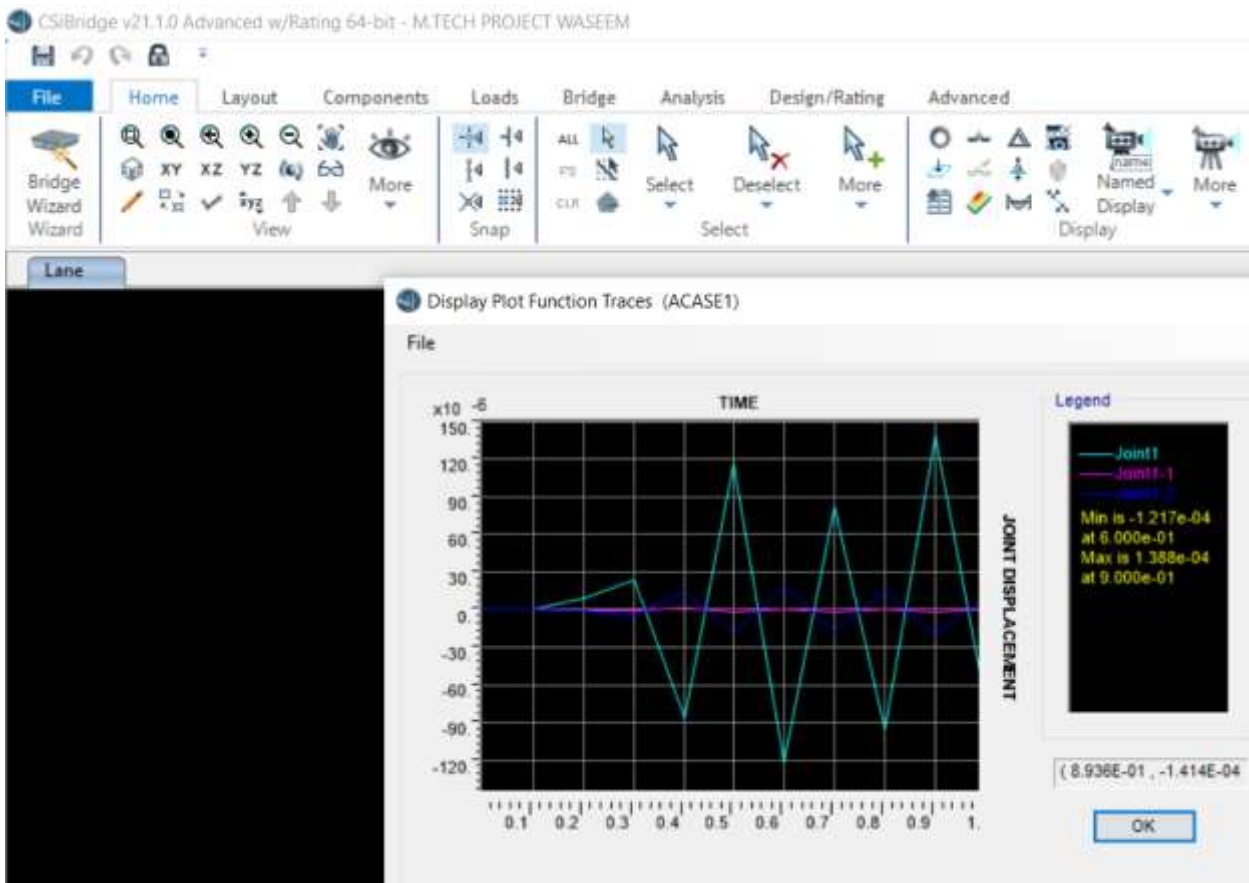 CSiBridge v21.1.0 Advanced w/Rating 64-bit - M.TECH PROJECT WASEEM
File Home Layout Components Loads Bridge Analysis Design/Rating Advanced
ALL
name
XY XZ YZ
CLR
Bridge
Wizard
More
Select Deselect More
Named
Display
More
Wizard View Snap Select Display
Lane
Display Plot Function Traces (ACASE1)
File
x10 -6
TIME
Legend
150.
120.
90.
60.
30.
0.
-30.
-60.
-90.
-120.
0.1 0.2 0.3 0.4 0.5 0.6 0.7 0.8 0.9 1.
JOINT DISPLACEMENT
Joint1
Joint1-1
Joint1-2
Min is -1.217e-04
at 6.000e-01
Max is 1.388e-04
at 9.000e-01
( 8.936E-01 , -1.414E-04
OK